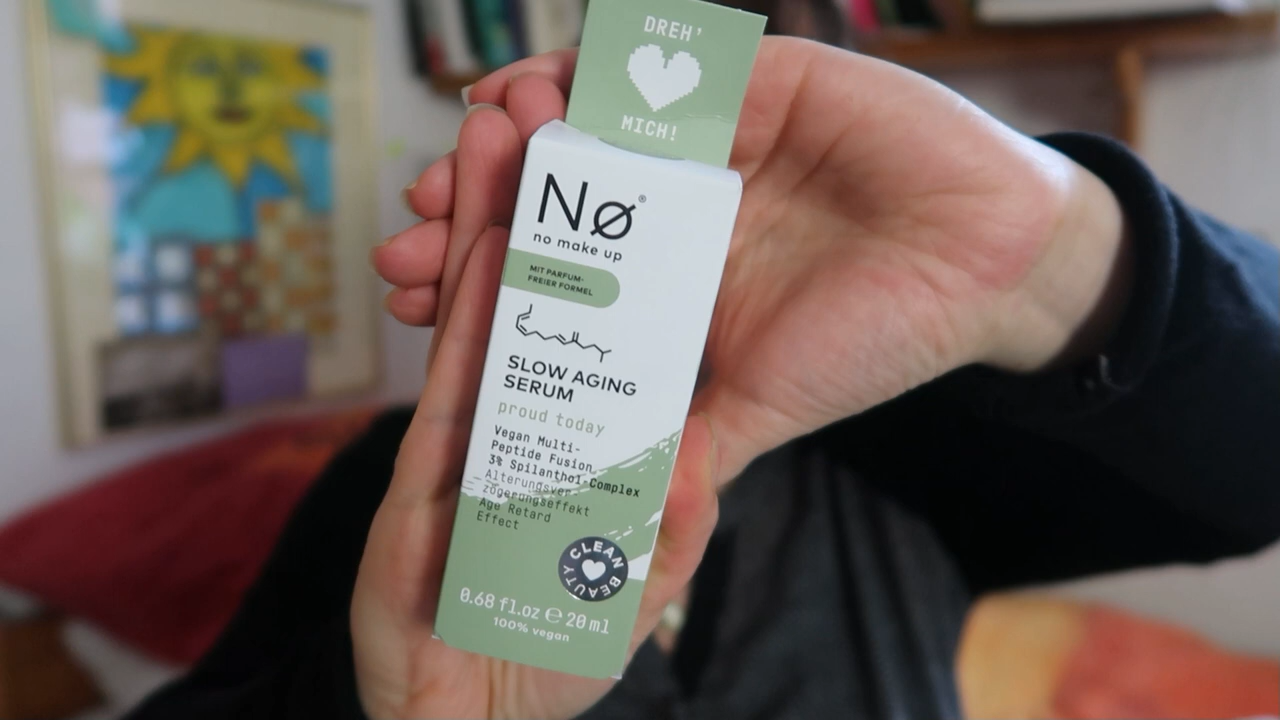 DREH'
MICH!
NØ®
no make up
MIT PARFUM-
FREIER FORMEL
SLOW AGING
SERUM
proud today
Vegan Multi-
Peptide Fusion
3% Spilanthol-Complex
Alterungsver-
zögerungseffekt
Age Retard
Effect
CLEAN
BEAUTY
0.68 fl.oz ℮ 20 ml
100% vegan